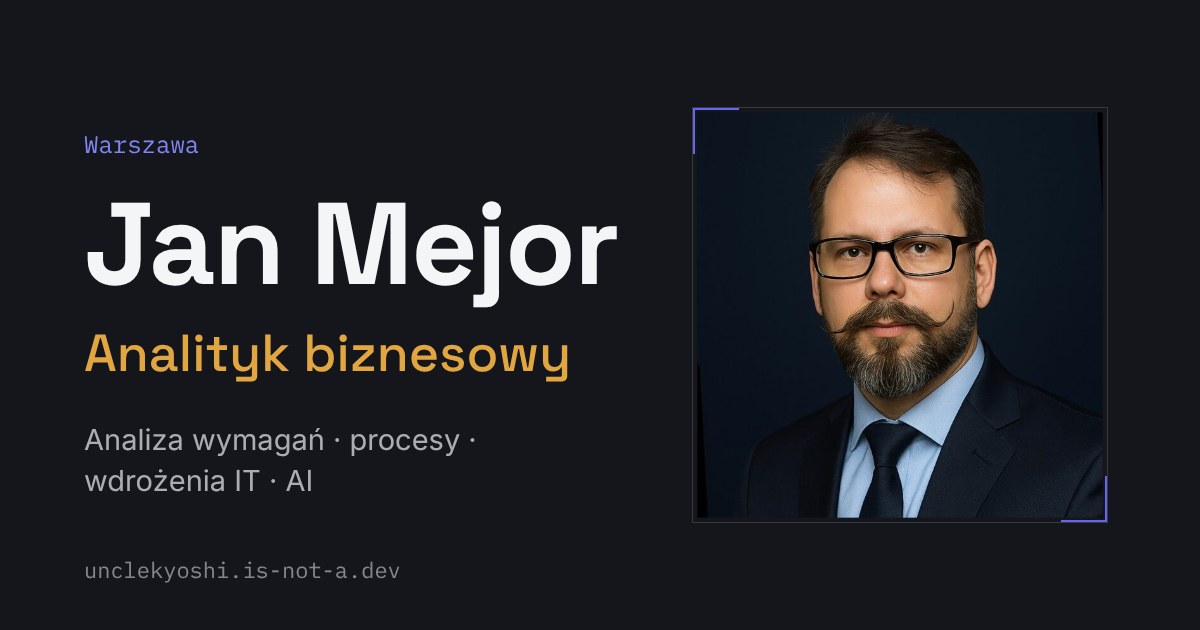 Warszawa
Jan Mejor
Analityk biznesowy
Analiza wymagań · procesy ·
wdrożenia IT · AI
unclekyoshi.is-not-a.dev